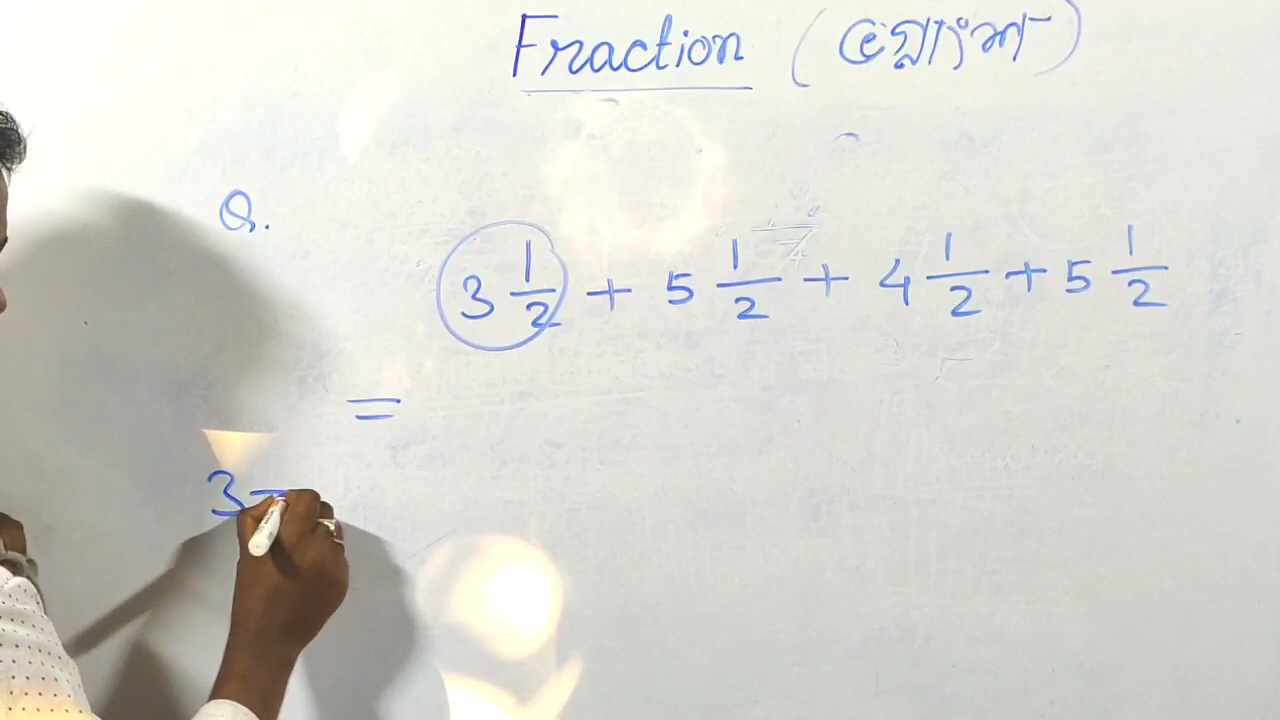 Fraction (ଭଗ୍ନାଂଶ)
Q.
3 1/2 + 5 1/2 + 4 1/2 + 5 1/2
=
3